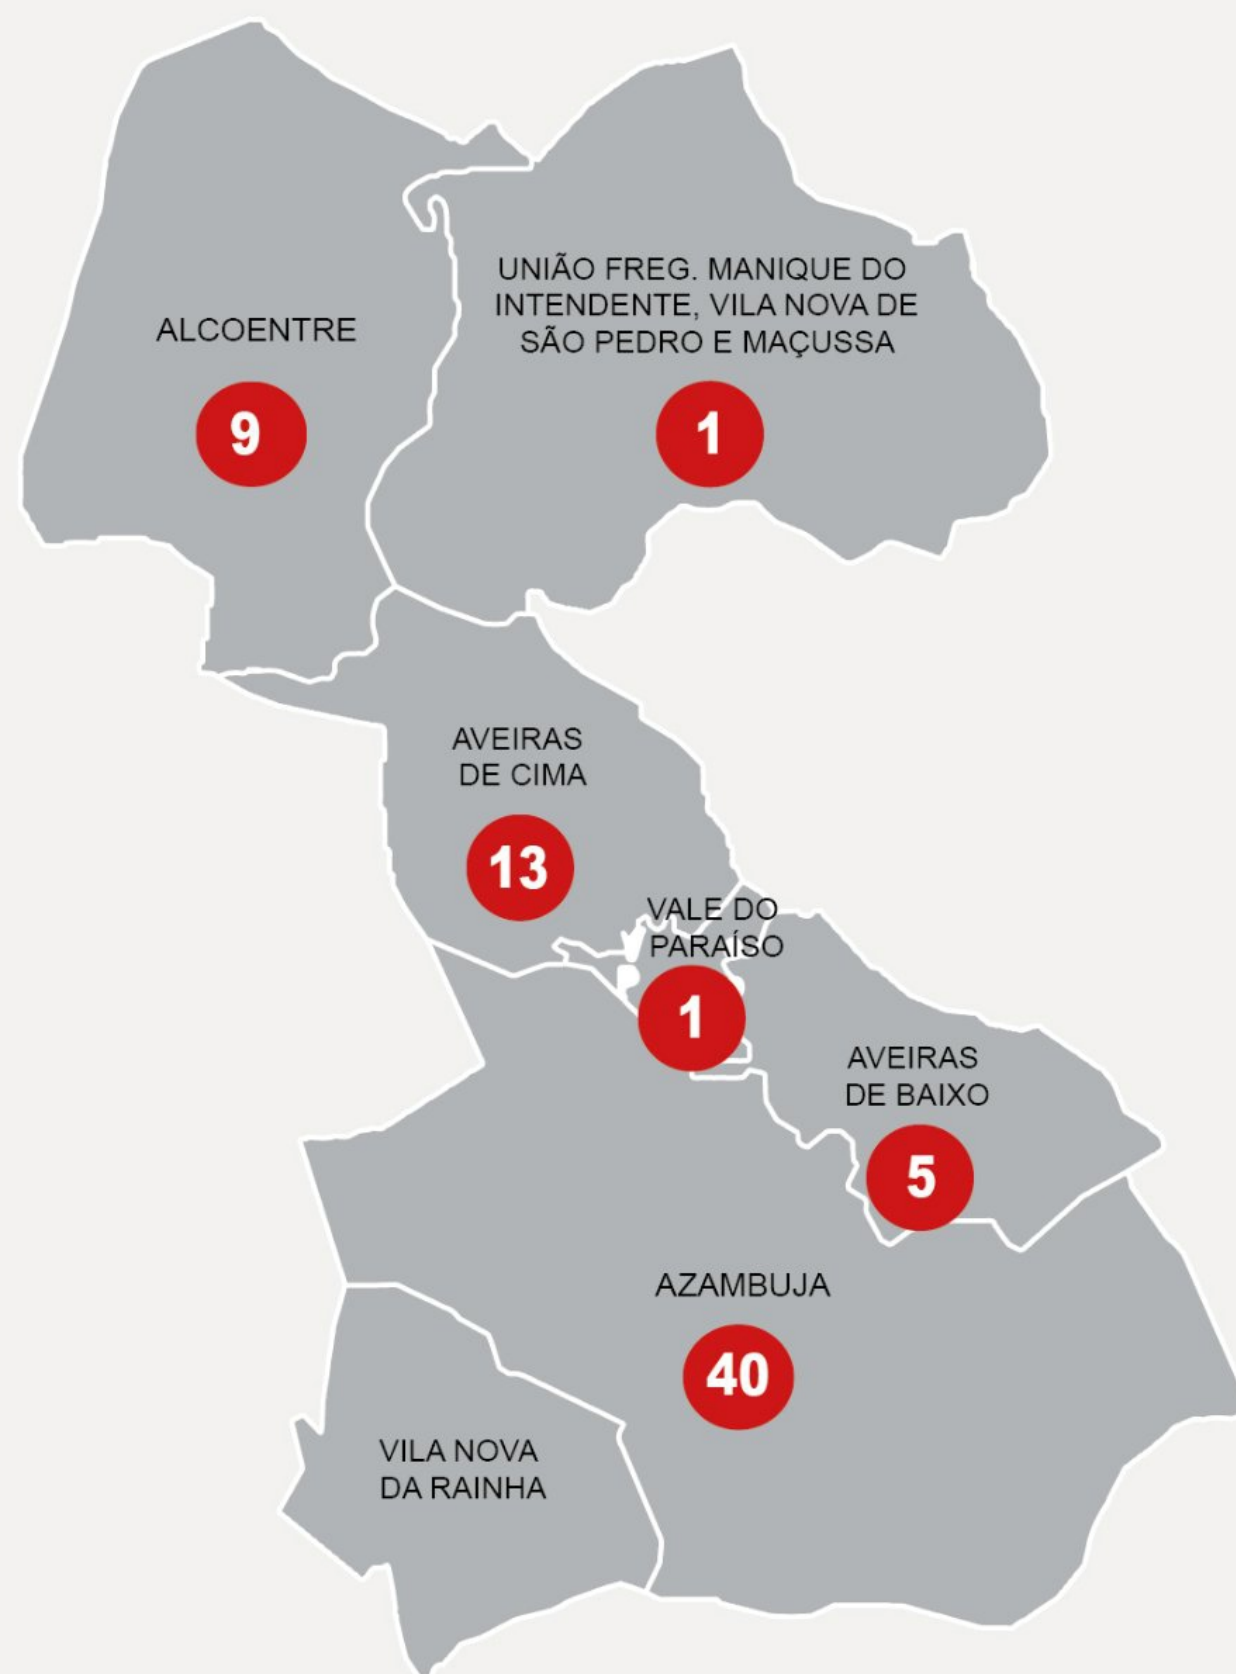 ALCOENTRE
9
UNIÃO FREG. MANIQUE DO
INTENDENTE, VILA NOVA DE
SÃO PEDRO E MAÇUSSA
1
AVEIRAS
DE CIMA
13
VALE DO
PARAÍSO
1
AVEIRAS
DE BAIXO
5
AZAMBUJA
40
VILA NOVA
DA RAINHA